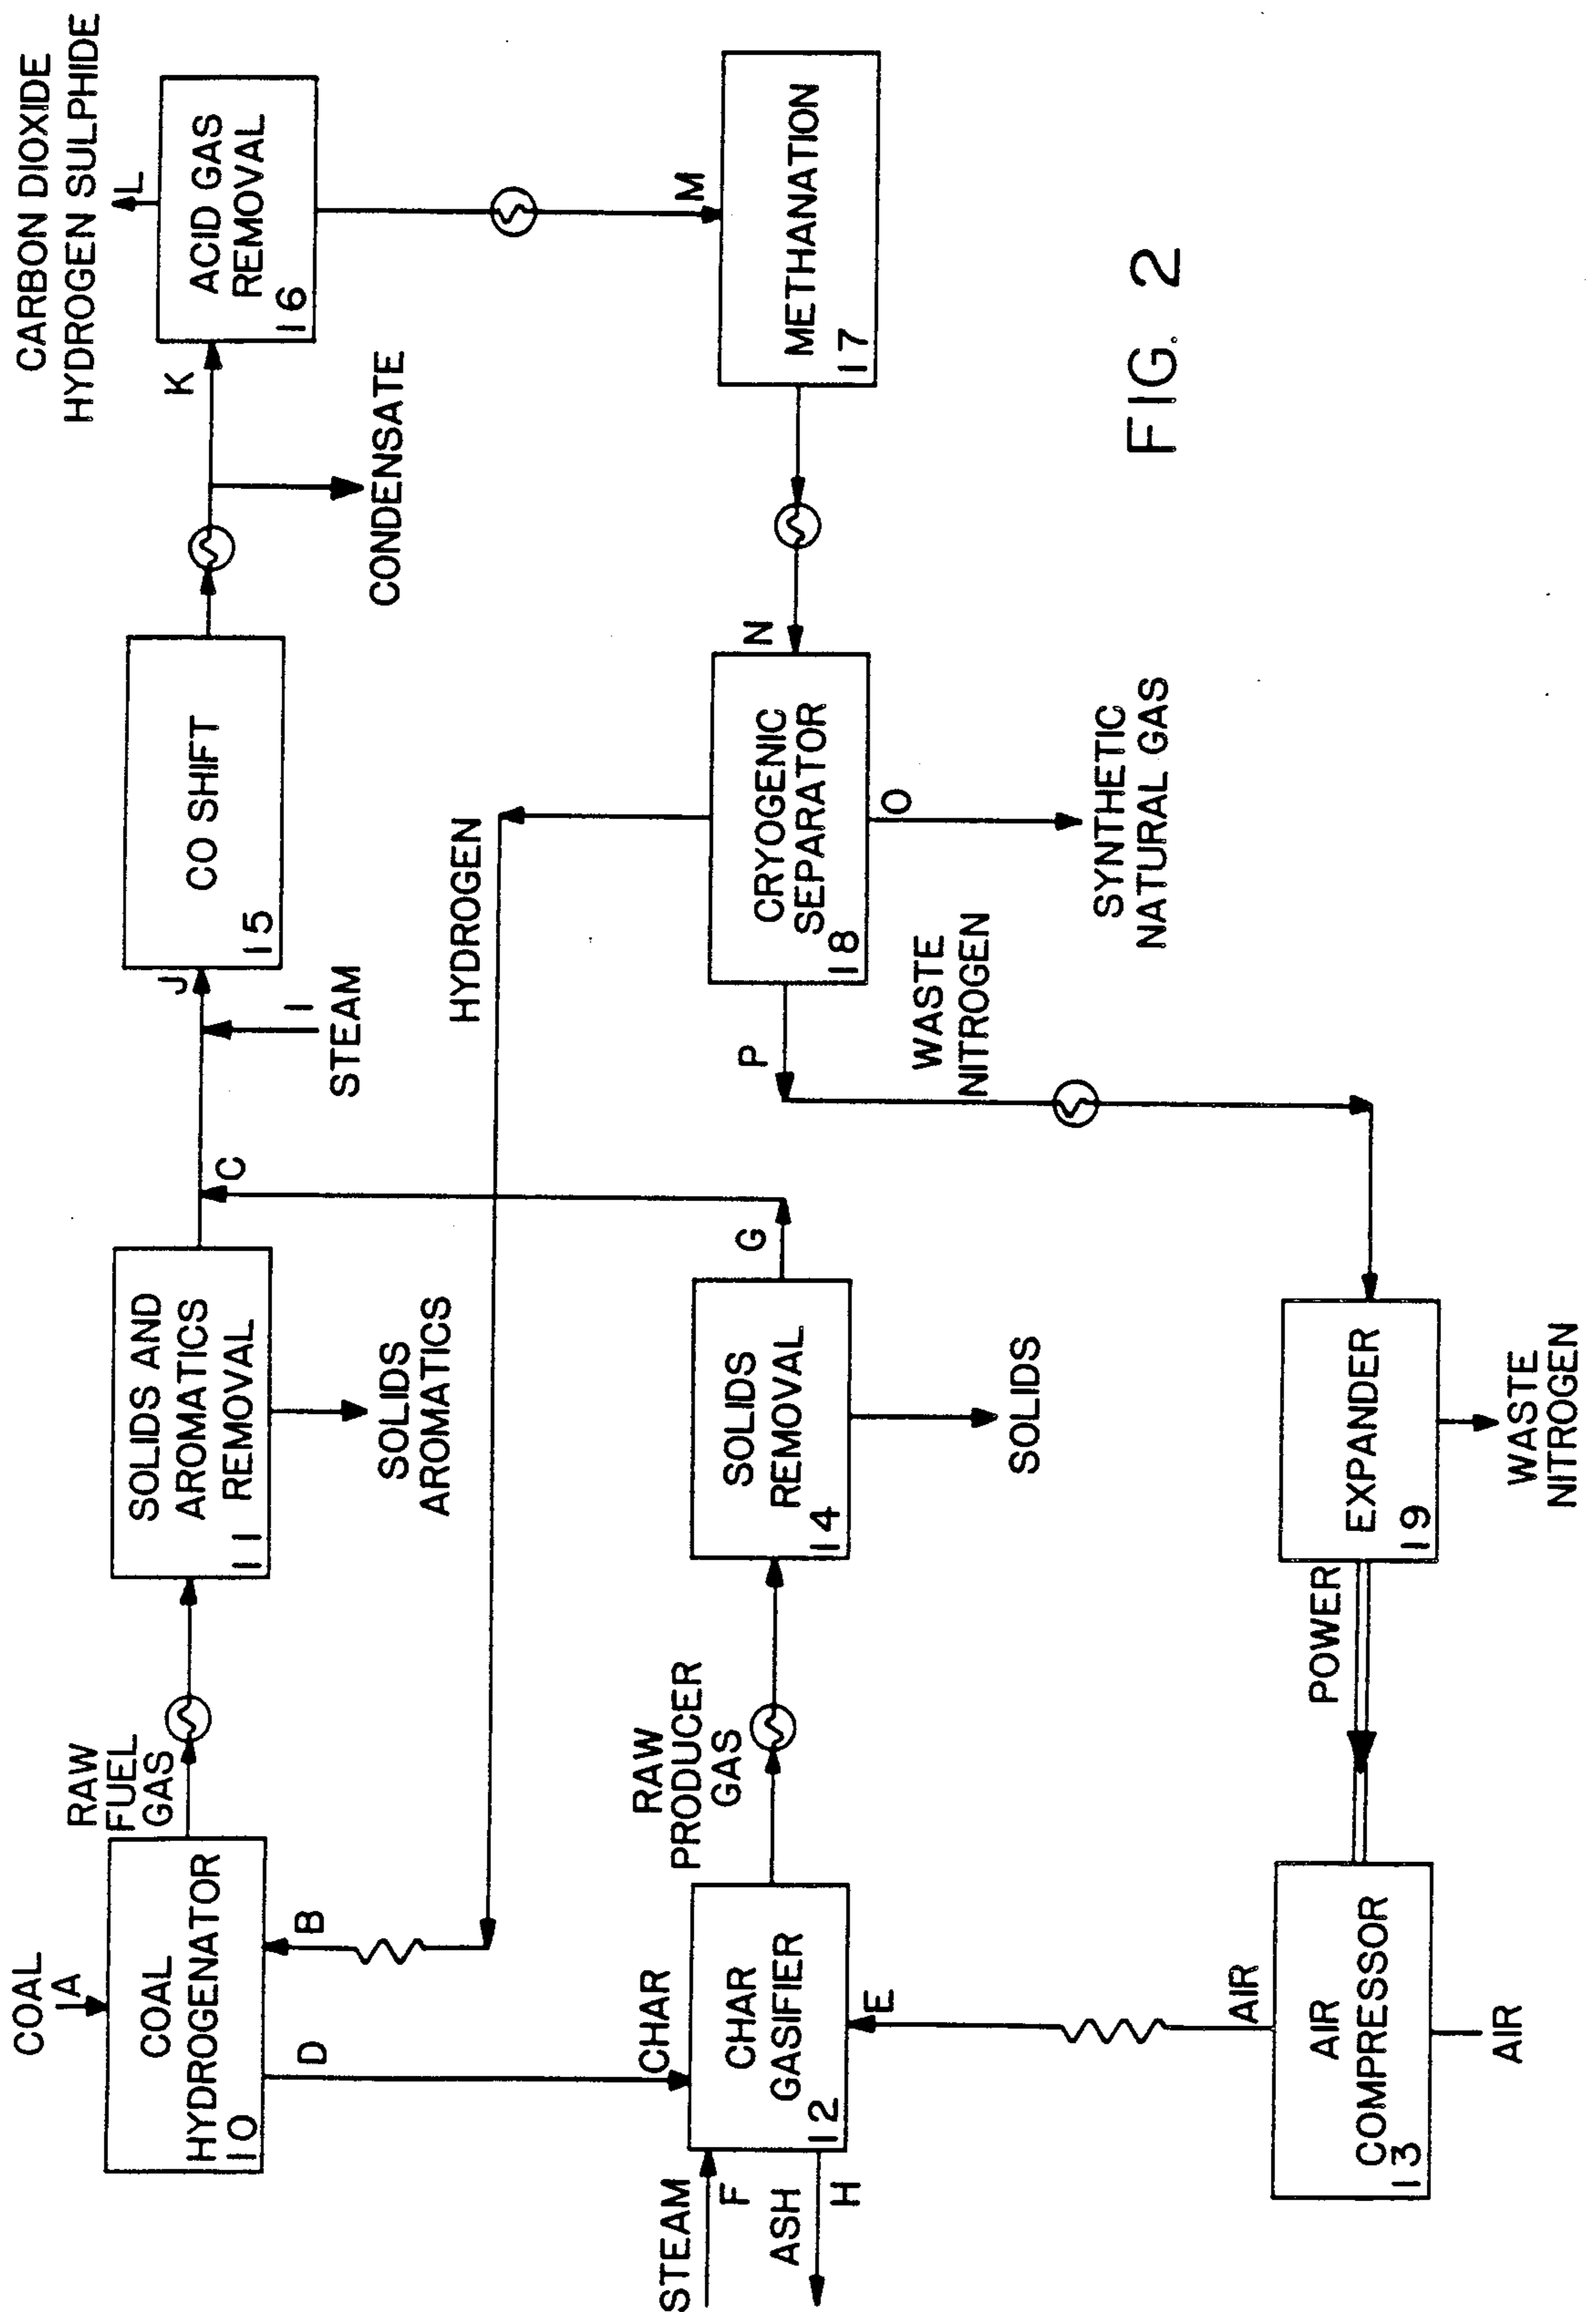 COAL
A
COAL
HYDROGENATOR
10
D
B
RAW
FUEL
GAS
SOLIDS AND
AROMATICS
REMOVAL
11
SOLIDS
AROMATICS
C
I
STEAM
J
CO SHIFT
15
CONDENSATE
K
ACID GAS
REMOVAL
16
L
CARBON DIOXIDE
HYDROGEN SULPHIDE
STEAM
F
ASH
H
CHAR
CHAR
GASIFIER
12
E
RAW
PRODUCER
GAS
SOLIDS
REMOVAL
14
SOLIDS
G
HYDROGEN
P
WASTE
NITROGEN
CRYOGENIC
SEPARATOR
18
N
O
SYNTHETIC
NATURAL GAS
M
METHANATION
17
AIR
AIR
COMPRESSOR
13
AIR
POWER
EXPANDER
19
WASTE
NITROGEN
FIG. 2